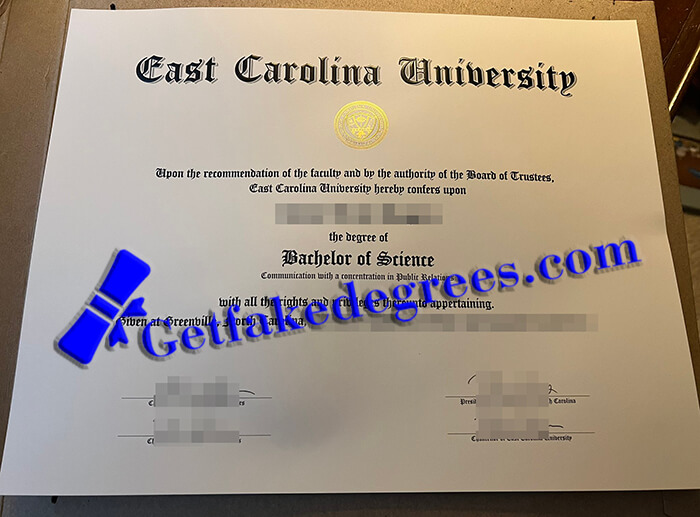 East Carolina University
Upon the recommendation of the faculty and by the authority of the Board of Trustees,
East Carolina University hereby confers upon
the degree of
Bachelor of Science
Communication with a concentration in Public Relations
with all the rights and privileges thereunto appertaining.
Given at Greenville, North Carolina,
Getfakedegrees.com
Carolina
University